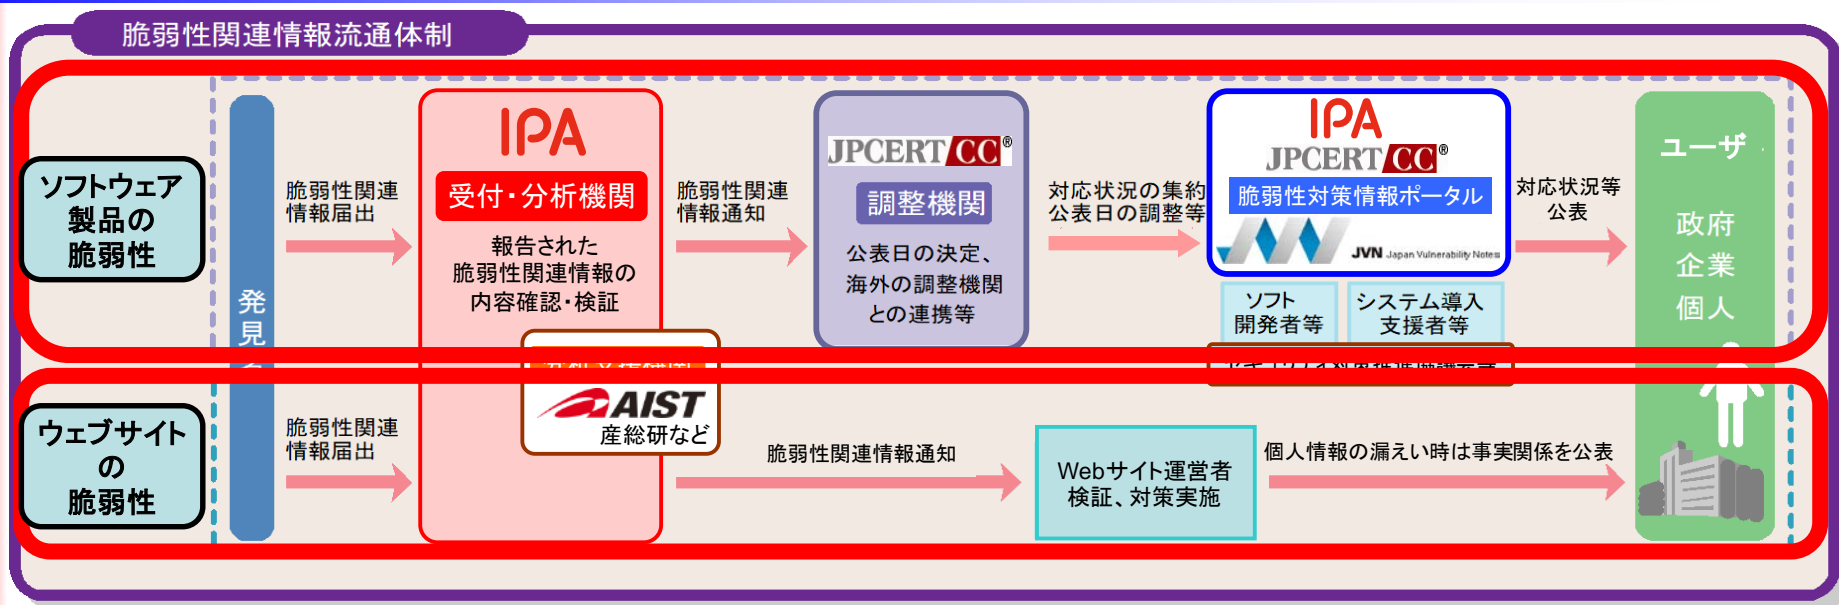 脆弱性関連情報流通体制
ソフトウェア
製品の
脆弱性
発
見
脆弱性関連
情報届出
IPA
受付・分析機関
報告された
脆弱性関連情報の
内容確認・検証
脆弱性関連
情報通知
JPCERT CC®
調整機関
公表日の決定、
海外の調整機関
との連携等
対応状況の集約
公表日の調整等
IPA
JPCERT CC®
脆弱性対策情報ポータル
JVN Japan Vulnerability Notes
ソフト
開発者等
システム導入
支援者等
対応状況等
公表
ユーザ
政府
企業
個人
ウェブサイト
の
脆弱性
脆弱性関連
情報届出
AIST
産総研など
脆弱性関連情報通知
Webサイト運営者
検証、対策実施
個人情報の漏えい時は事実関係を公表